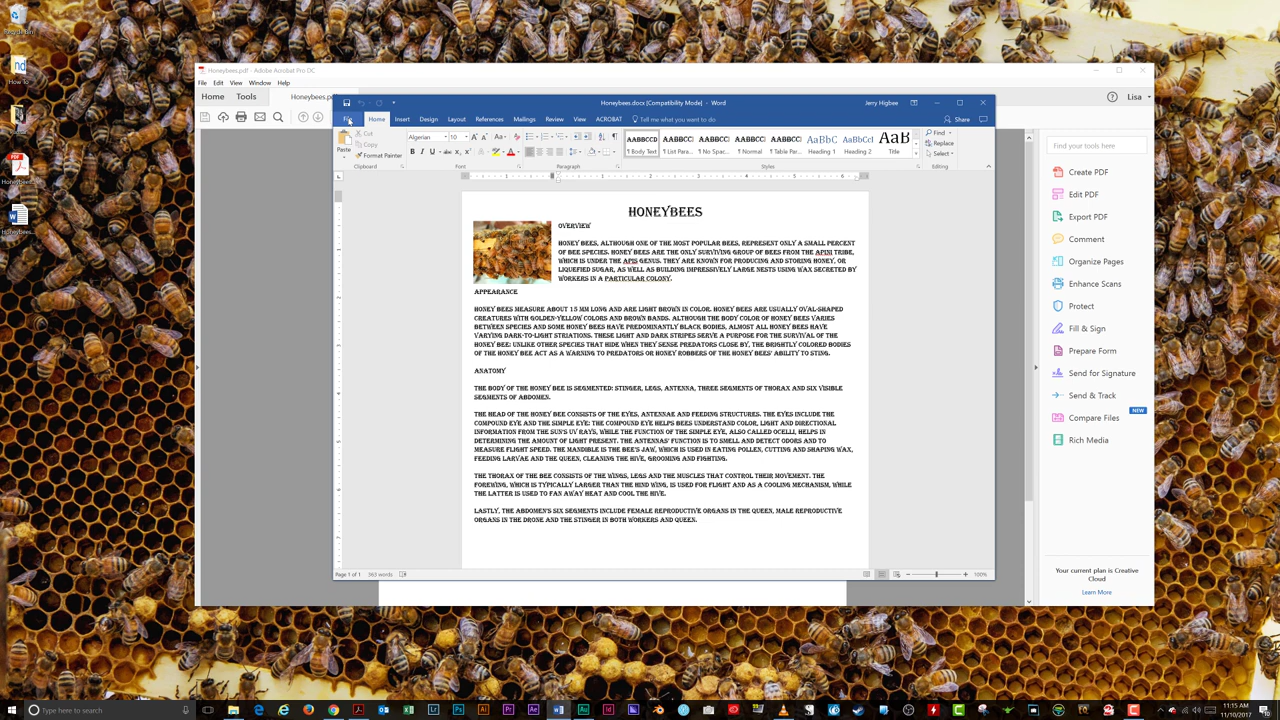 Recycle Bin
How To
Honeybees...
Honeybees...
Honeybees.pdf - Adobe Acrobat Pro DC
File Edit View Window Help
Home Tools Honeybees.pdf
Lisa
Honeybees.docx [Compatibility Mode] - Word
Jerry Higbee
File Home Insert Design Layout References Mailings Review View ACROBAT Tell me what you want to do
Share
Paste
Cut
Copy
Format Painter
Clipboard
Algerian 10
Font
Paragraph
AABBCCD AABBCCI AABBCCI AABBCCI AABBCCI AaBbC AaBbCcI AaB
¶ Body Text ¶ List Para... ¶ No Spac... ¶ Normal ¶ Table Par... Heading 1 Heading 2 Title
Styles
Find
Replace
Select
Editing
HONEYBEES
OVERVIEW
HONEY BEES, ALTHOUGH ONE OF THE MOST POPULAR BEES, REPRESENT ONLY A SMALL PERCENT
OF BEE SPECIES. HONEY BEES ARE THE ONLY SURVIVING GROUP OF BEES FROM THE APINI TRIBE,
WHICH IS UNDER THE APIS GENUS. THEY ARE KNOWN FOR PRODUCING AND STORING HONEY, OR
LIQUEFIED SUGAR, AS WELL AS BUILDING IMPRESSIVELY LARGE NESTS USING WAX SECRETED BY
WORKERS IN A PARTICULAR COLONY.
APPEARANCE
HONEY BEES MEASURE ABOUT 15 MM LONG AND ARE LIGHT BROWN IN COLOR. HONEY BEES ARE USUALLY OVAL-SHAPED
CREATURES WITH GOLDEN-YELLOW COLORS AND BROWN BANDS. ALTHOUGH THE BODY COLOR OF HONEY BEES VARIES
BETWEEN SPECIES AND SOME HONEY BEES HAVE PREDOMINANTLY BLACK BODIES, ALMOST ALL HONEY BEES HAVE
VARYING DARK-TO-LIGHT STRIATIONS. THESE LIGHT AND DARK STRIPES SERVE A PURPOSE FOR THE SURVIVAL OF THE
HONEY BEE: UNLIKE OTHER SPECIES THAT HIDE WHEN THEY SENSE PREDATORS CLOSE BY, THE BRIGHTLY COLORED BODIES
OF THE HONEY BEE ACT AS A WARNING TO PREDATORS OR HONEY ROBBERS OF THE HONEY BEES' ABILITY TO STING.
ANATOMY
THE BODY OF THE HONEY BEE IS SEGMENTED: STINGER, LEGS, ANTENNA, THREE SEGMENTS OF THORAX AND SIX VISIBLE
SEGMENTS OF ABDOMEN.
THE HEAD OF THE HONEY BEE CONSISTS OF THE EYES, ANTENNAE AND FEEDING STRUCTURES. THE EYES INCLUDE THE
COMPOUND EYE AND THE SIMPLE EYE: THE COMPOUND EYE HELPS BEES UNDERSTAND COLOR, LIGHT AND DIRECTIONAL
INFORMATION FROM THE SUN'S UV RAYS, WHILE THE FUNCTION OF THE SIMPLE EYE, ALSO CALLED OCELLI, HELPS IN
DETERMINING THE AMOUNT OF LIGHT PRESENT. THE ANTENNAS' FUNCTION IS TO SMELL AND DETECT ODORS AND TO
MEASURE FLIGHT SPEED. THE MANDIBLE IS THE BEE'S JAW, WHICH IS USED IN EATING POLLEN, CUTTING AND SHAPING WAX,
FEEDING LARVAE AND THE QUEEN, CLEANING THE HIVE, GROOMING AND FIGHTING.
THE THORAX OF THE BEE CONSISTS OF THE WINGS, LEGS AND THE MUSCLES THAT CONTROL THEIR MOVEMENT. THE
FOREWING, WHICH IS TYPICALLY LARGER THAN THE HIND WING, IS USED FOR FLIGHT AND AS A COOLING MECHANISM, WHILE
THE LATTER IS USED TO FAN AWAY HEAT AND COOL THE HIVE.
LASTLY, THE ABDOMEN'S SIX SEGMENTS INCLUDE FEMALE REPRODUCTIVE ORGANS IN THE QUEEN, MALE REPRODUCTIVE
ORGANS IN THE DRONE AND THE STINGER IN BOTH WORKERS AND QUEEN.
Page 1 of 1 563 words
100%
Find your tools here
Create PDF
Edit PDF
Export PDF
Comment
Organize Pages
Enhance Scans
Protect
Fill & Sign
Prepare Form
Send for Signature
Send & Track
NEW
Compare Files
Rich Media
Your current plan is Creative
Cloud
Learn More
Type here to search
11:15 AM
11/10/2017